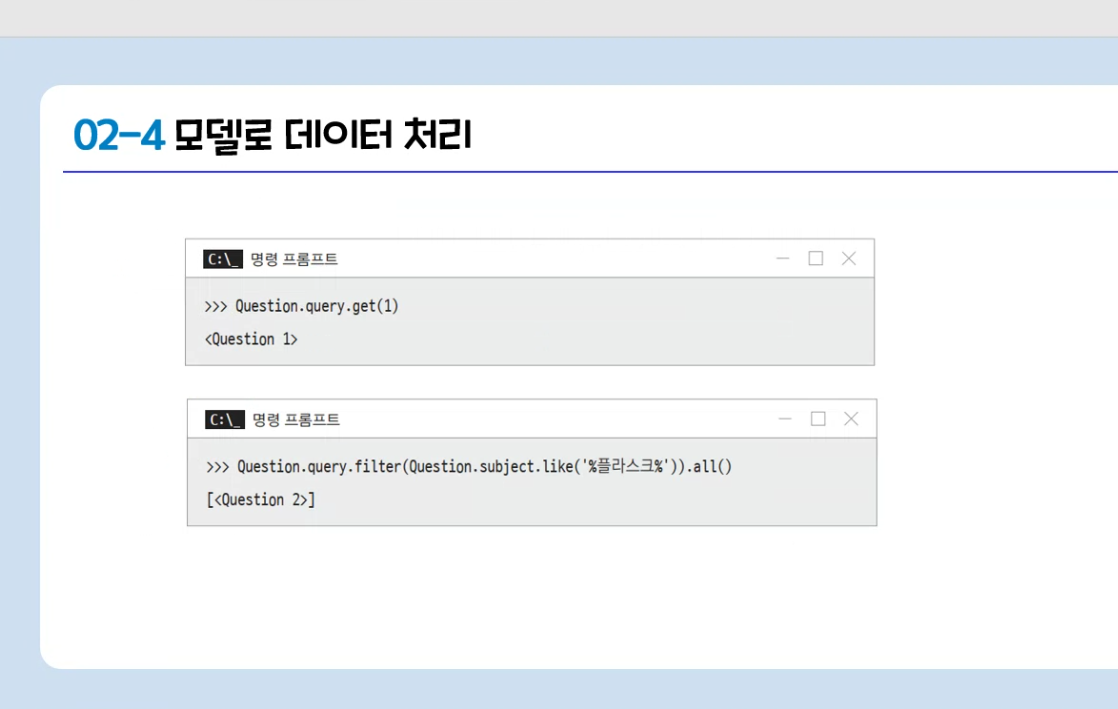 02-4 모델로 데이터 처리
C:\_ 명령 프롬프트
>>> Question.query.get(1)
<Question 1>
C:\_ 명령 프롬프트
>>> Question.query.filter(Question.subject.like('%플라스크%')).all()
[<Question 2>]